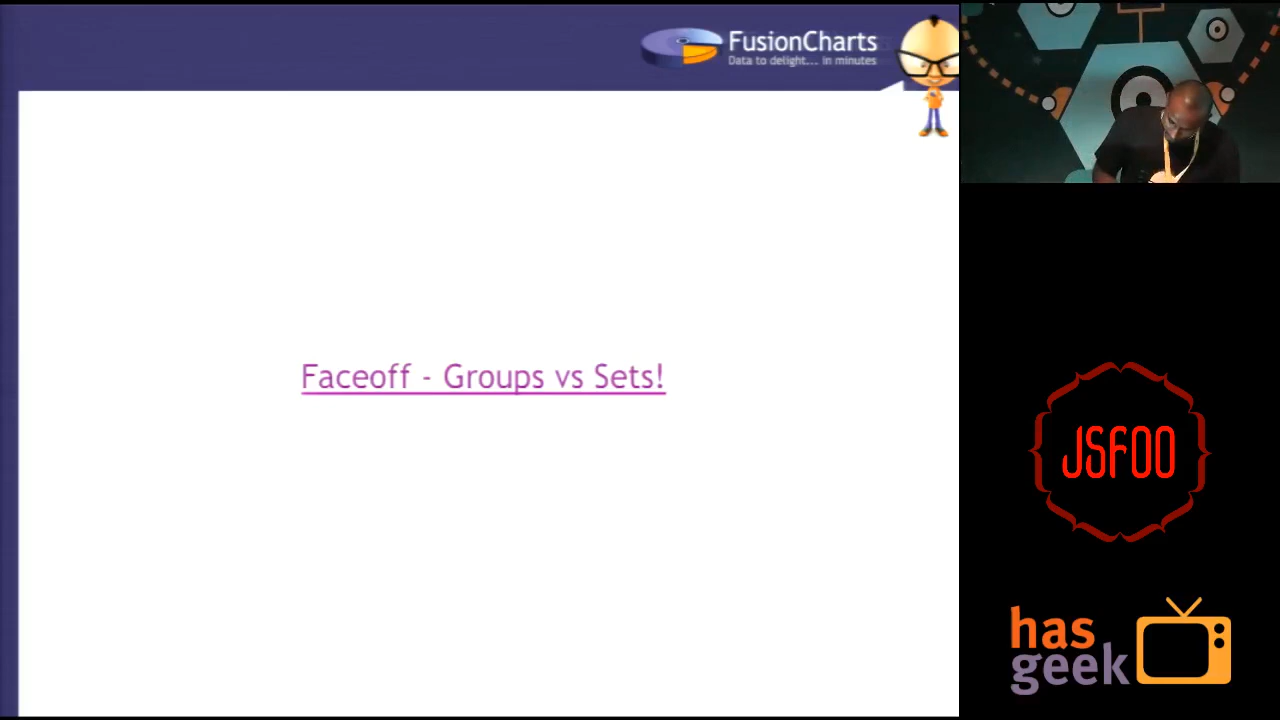 FusionCharts
Data to delight... in minutes
Faceoff - Groups vs Sets!
JSFOO
has
geek